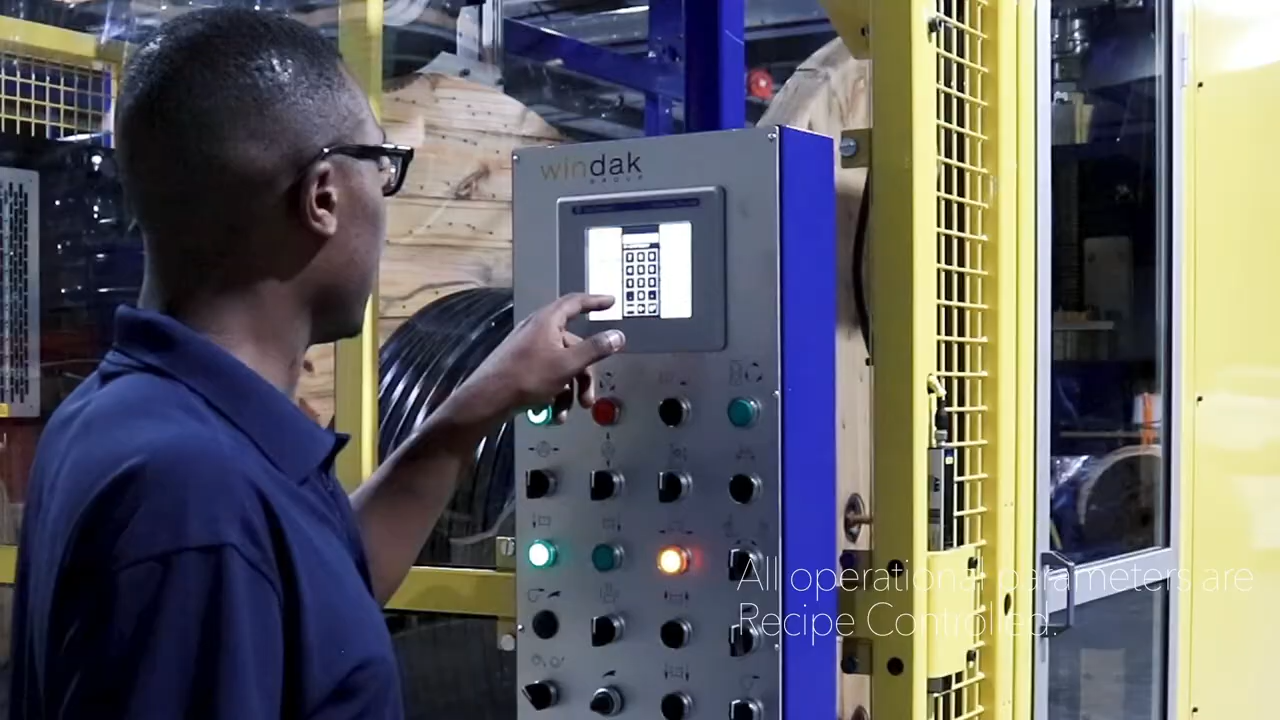 windak
GROUP
All operational parameters are
Recipe Controlled.